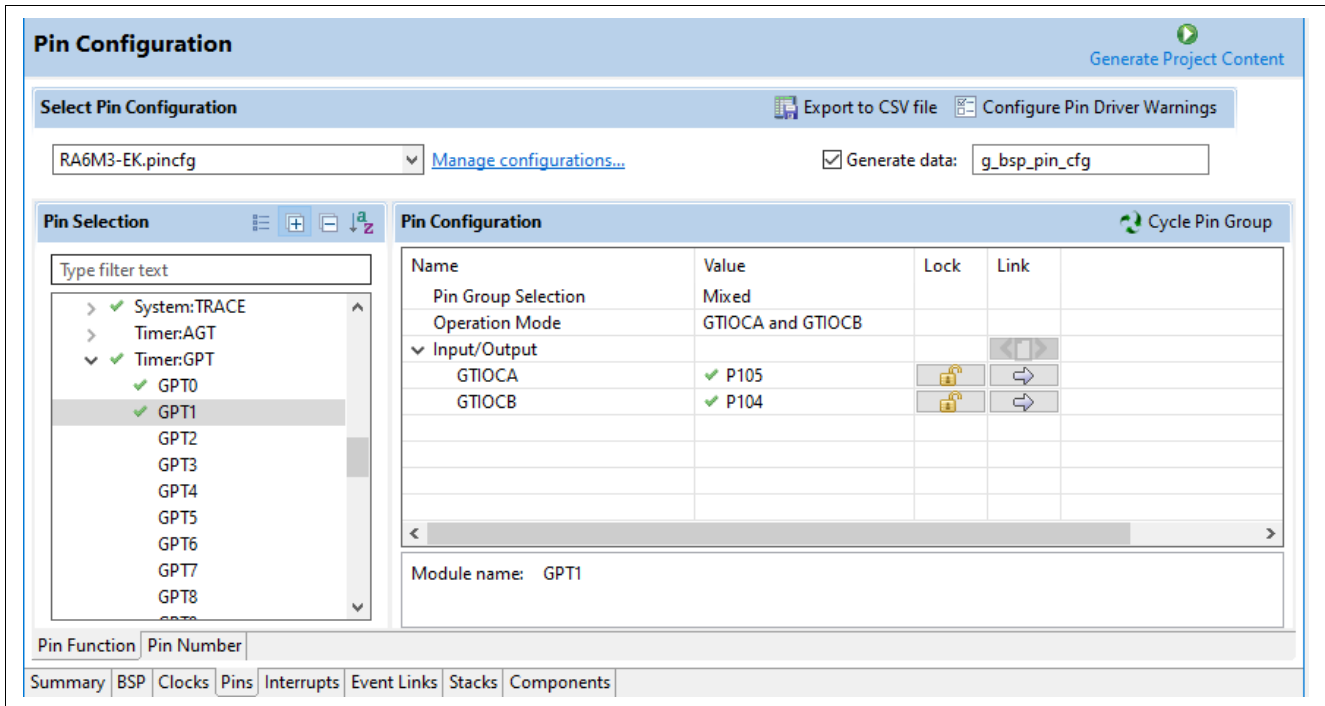 Pin Configuration
Generate Project Content
Select Pin Configuration
Export to CSV file
Configure Pin Driver Warnings
RA6M3-EK.pincfg
Manage configurations...
Generate data:
g_bsp_pin_cfg
Pin Selection
Type filter text
System:TRACE
Timer:AGT
Timer:GPT
GPT0
GPT1
GPT2
GPT3
GPT4
GPT5
GPT6
GPT7
GPT8
Pin Configuration
Cycle Pin Group
Name Value Lock Link
Pin Group Selection Mixed
Operation Mode GTIOCA and GTIOCB
Input/Output
GTIOCA P105
GTIOCB P104
Module name: GPT1
Pin Function Pin Number
Summary BSP Clocks Pins Interrupts Event Links Stacks Components